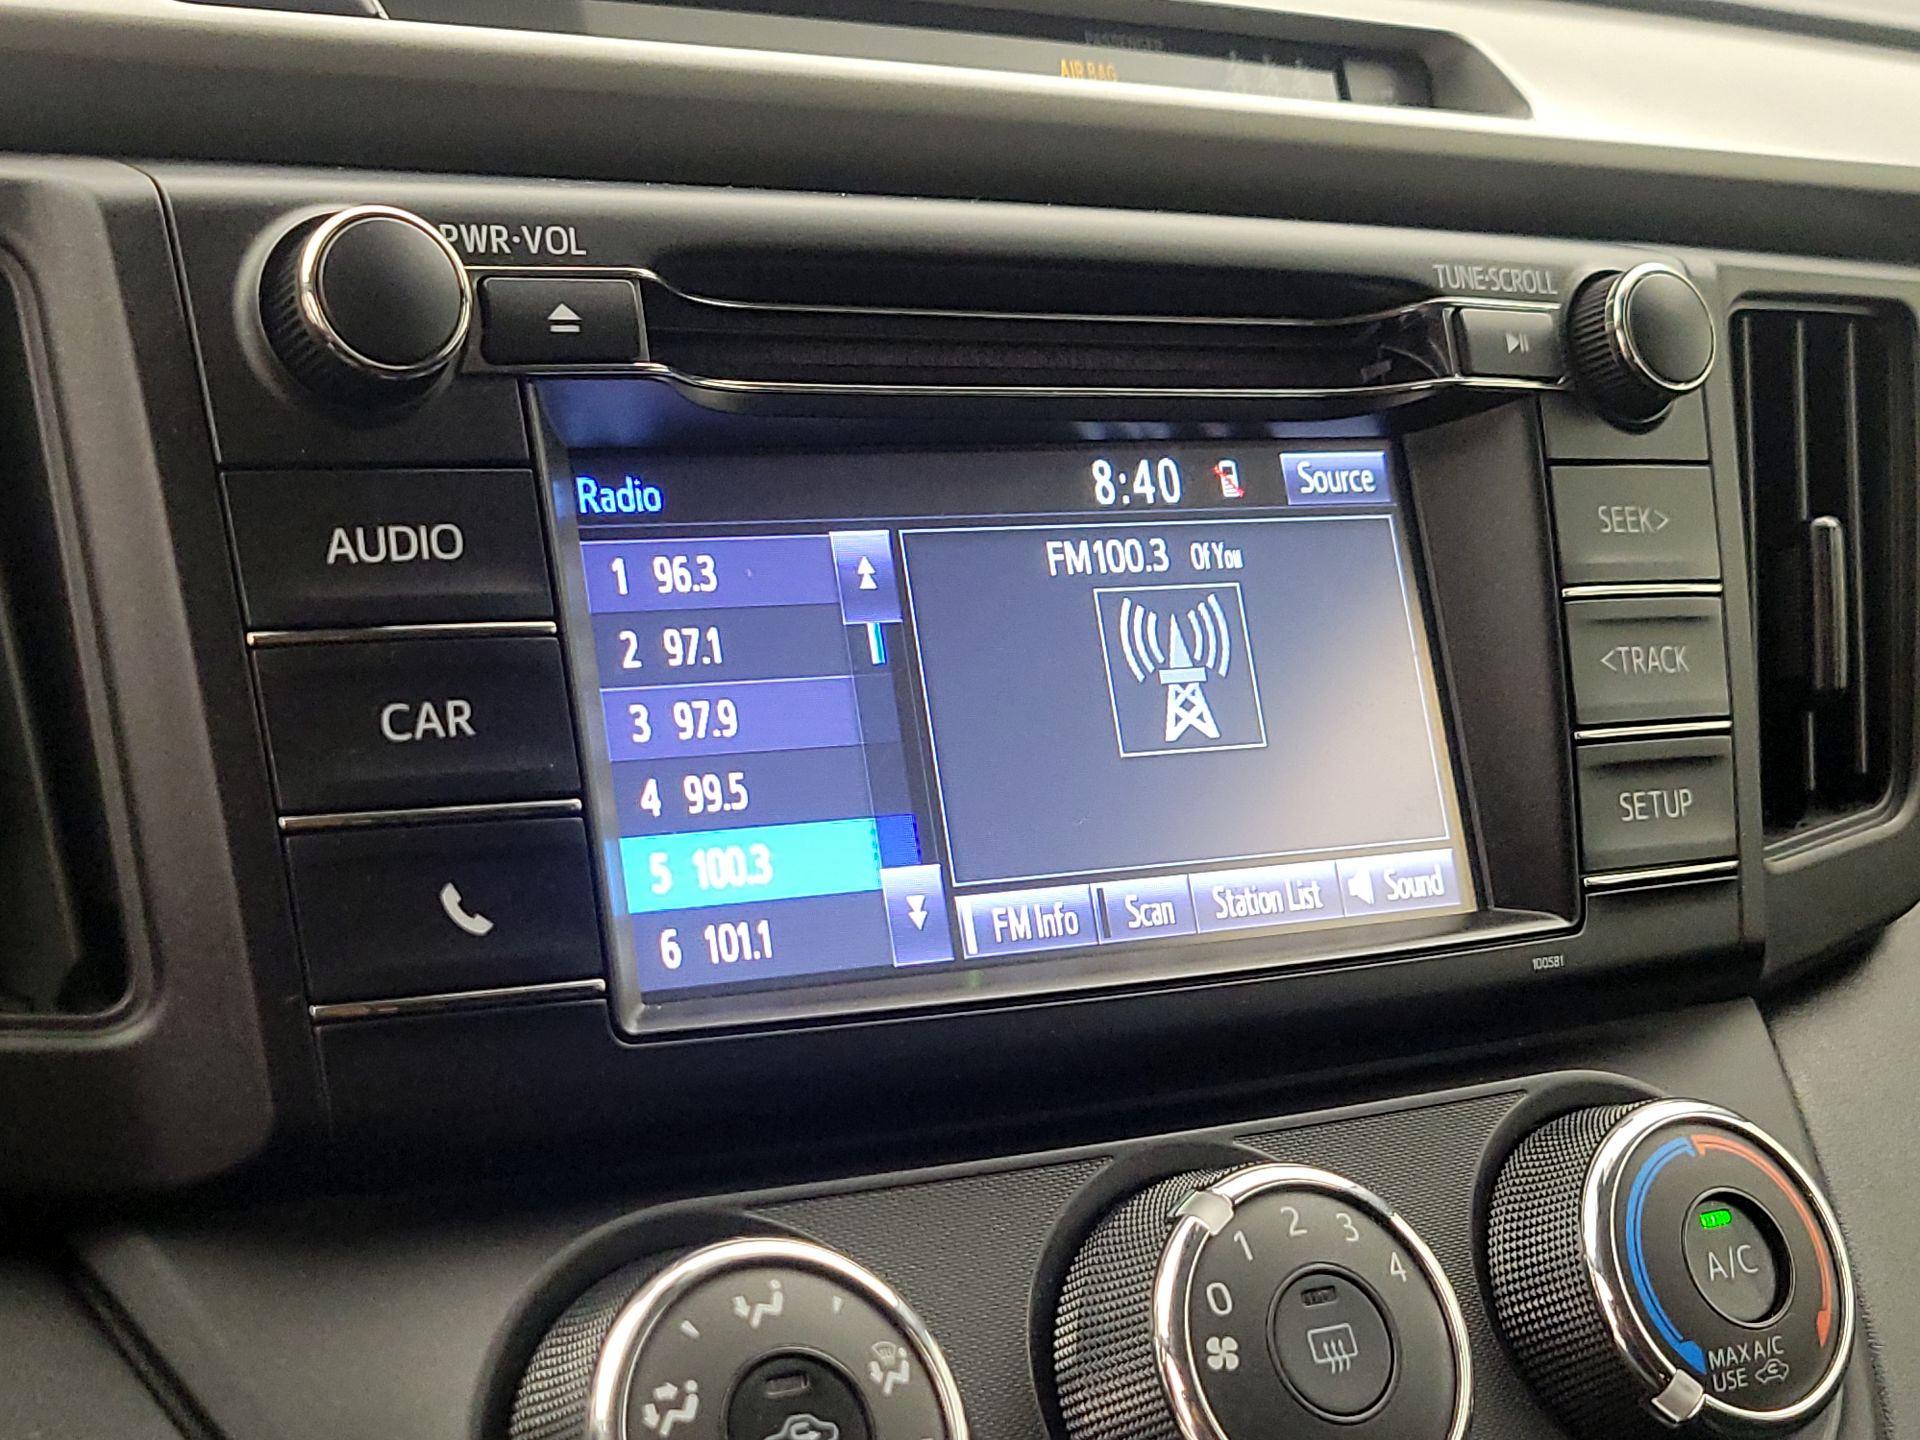 PASSENGER
AIR BAG
PWR·VOL
TUNE·SCROLL
AUDIO
CAR
Radio
8:40
Source
1 96.3
2 97.1
3 97.9
4 99.5
5 100.3
6 101.1
FM100.3 Of You
FM Info
Scan
Station List
Sound
SEEK>
<TRACK
SETUP
100581
0 1 2 3 4
A/C
MAX A/C
USE